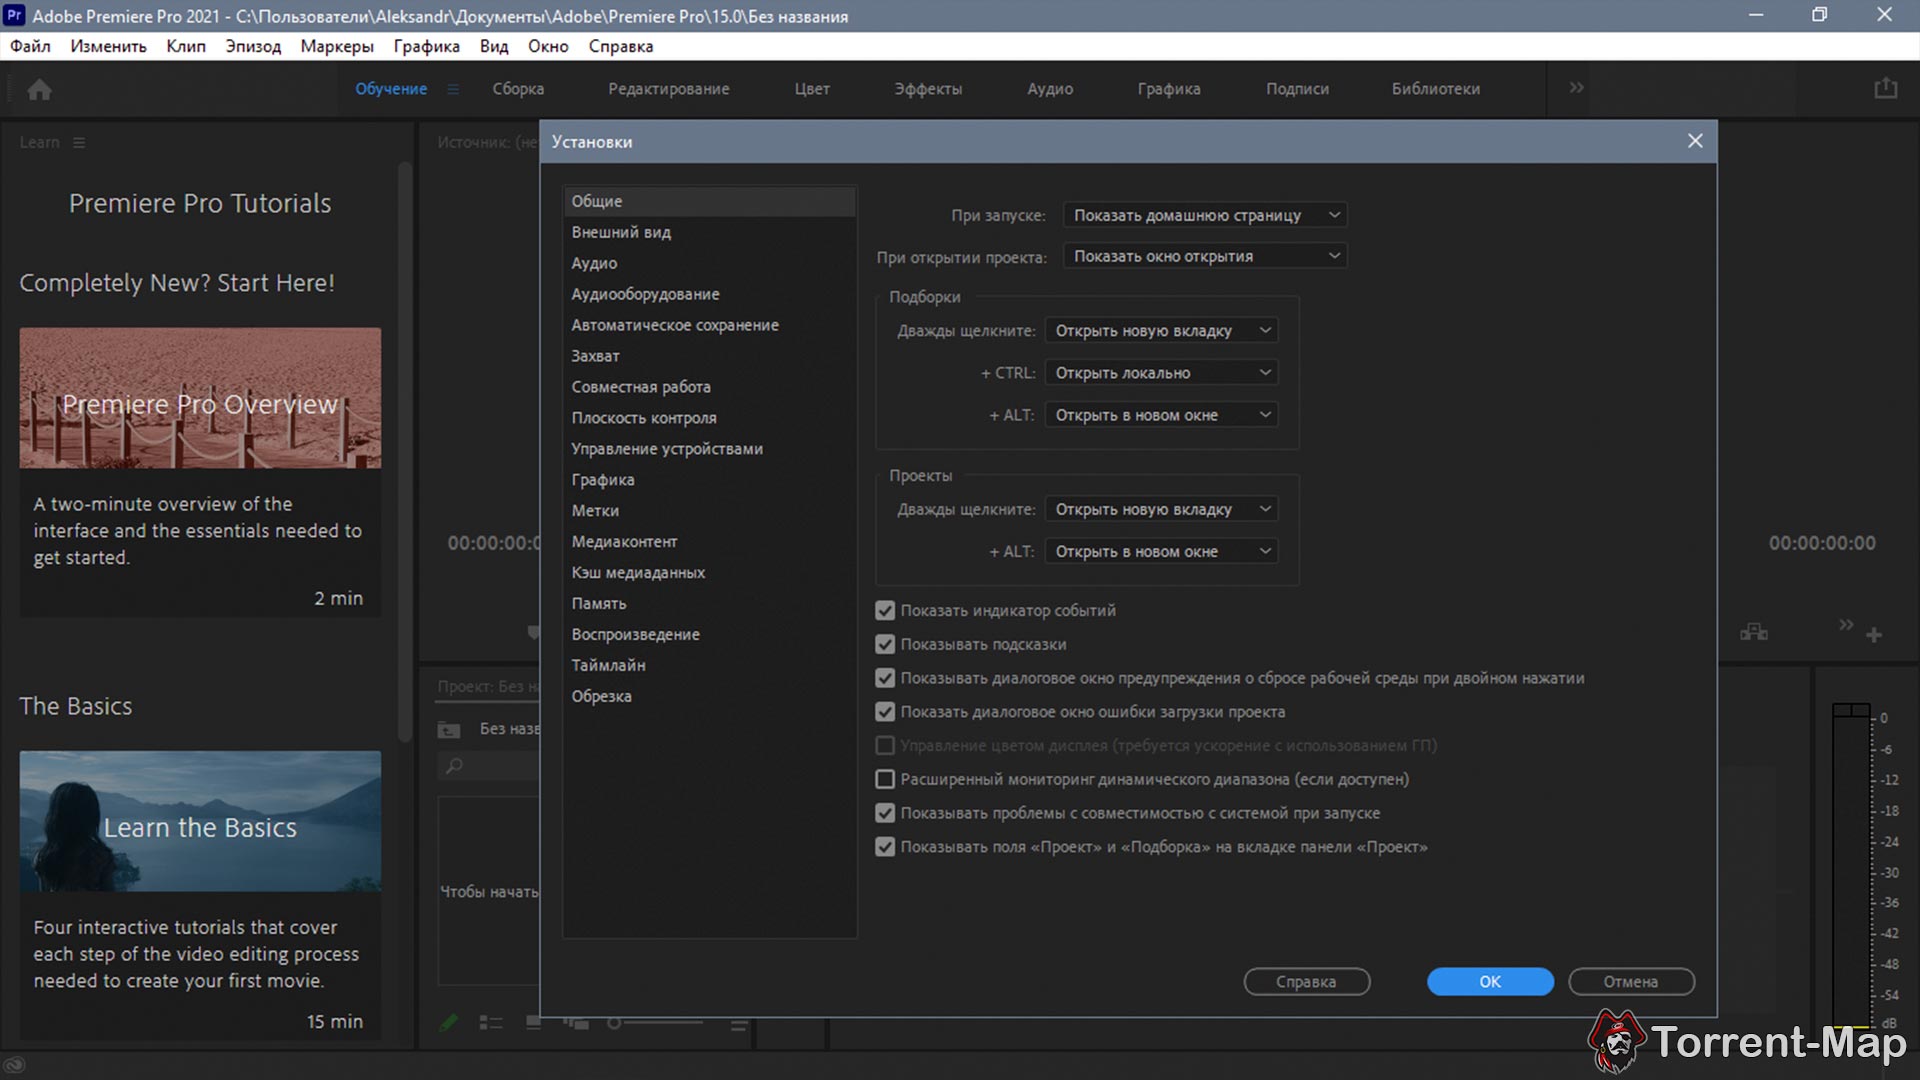 Pr Adobe Premiere Pro 2021 - C:\Пользователи\Aleksandr\Документы\Adobe\Premiere Pro\15.0\Без названия
Файл Изменить Клип Эпизод Маркеры Графика Вид Окно Справка
Обучение Сборка Редактирование Цвет Эффекты Аудио Графика Подписи Библиотеки
Learn
Premiere Pro Tutorials
Completely New? Start Here!
Premiere Pro Overview
A two-minute overview of the
interface and the essentials needed to
get started.
2 min
The Basics
Learn the Basics
Four interactive tutorials that cover
each step of the video editing process
needed to create your first movie.
15 min
Источник: (не
00:00:00:0
Проект: Без н
Без назв
Чтобы начать
Установки
Общие
Внешний вид
Аудио
Аудиооборудование
Автоматическое сохранение
Захват
Совместная работа
Плоскость контроля
Управление устройствами
Графика
Метки
Медиаконтент
Кэш медиаданных
Память
Воспроизведение
Таймлайн
Обрезка
При запуске: Показать домашнюю страницу
При открытии проекта: Показать окно открытия
Подборки
Дважды щелкните: Открыть новую вкладку
+ CTRL: Открыть локально
+ ALT: Открыть в новом окне
Проекты
Дважды щелкните: Открыть новую вкладку
+ ALT: Открыть в новом окне
Показать индикатор событий
Показывать подсказки
Показывать диалоговое окно предупреждения о сбросе рабочей среды при двойном нажатии
Показать диалоговое окно ошибки загрузки проекта
Управление цветом дисплея (требуется ускорение с использованием ГП)
Расширенный мониторинг динамического диапазона (если доступен)
Показывать проблемы с совместимостью с системой при запуске
Показывать поля «Проект» и «Подборка» на вкладке панели «Проект»
Справка OK Отмена
00:00:00:00
0
-6
-12
-18
-24
-30
-36
-42
-48
-54
dB
Torrent-Map